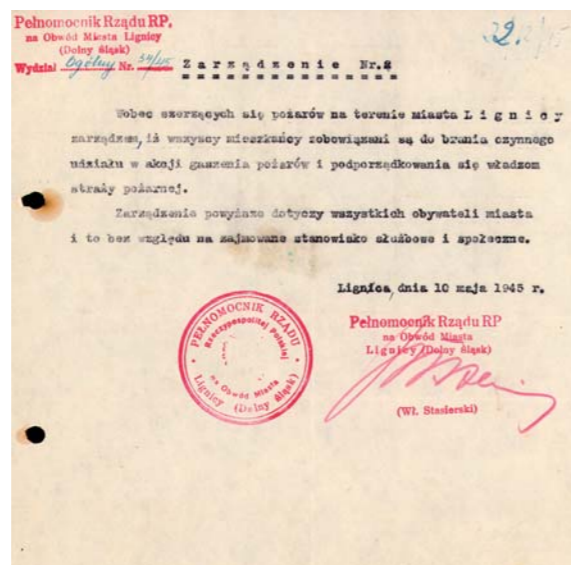 Pełnomocnik Rządu RP.
na Obwód Miasta Lignicy
(Dolny Śląsk)
Wydział Ogólny Nr. 34/45
Zarządzenie Nr.2
Wobec szerzących się pożarów na terenie miasta Lignicy
zarządzam, iż wszyscy mieszkańcy zobowiązani są do brania czynnego
udziału w akcji gaszenia pożarów i podporządkowania się władzom
straży pożarnej.
Zarządzenie powyższe dotyczy wszystkich obywateli miasta
i to bez względu na zajmowane stanowisko służbowe i społeczne.
Lignica, dnia 10 maja 1945 r.
PEŁNOMOCNIK RZĄDU
Rzeczypospolitej Polskiej
na Obwód Miasta
Lignicy (Dolny Śląsk)
Pełnomocnik Rządu RP
na Obwód Miasta
Lignicy (Dolny Śląsk)
(Wł. Stasierski)